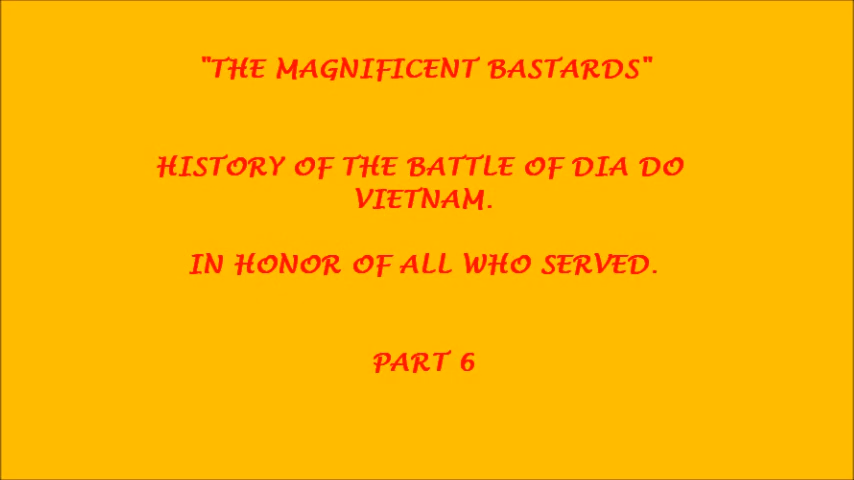 "THE MAGNIFICENT BASTARDS"
HISTORY OF THE BATTLE OF DIA DO
VIETNAM.
IN HONOR OF ALL WHO SERVED.
PART 6